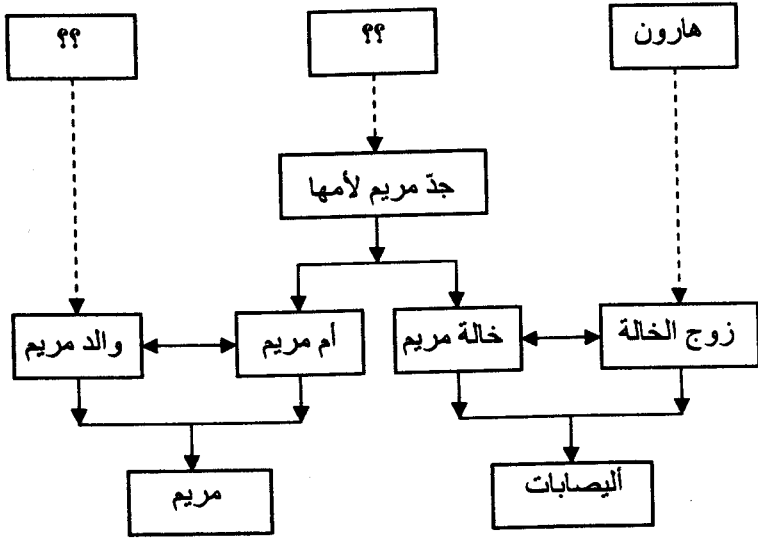 هارون
؟؟
؟؟
جدّ مريم لأمها
زوج الخالة
خالة مريم
أم مريم
والد مريم
أليصابات
مريم